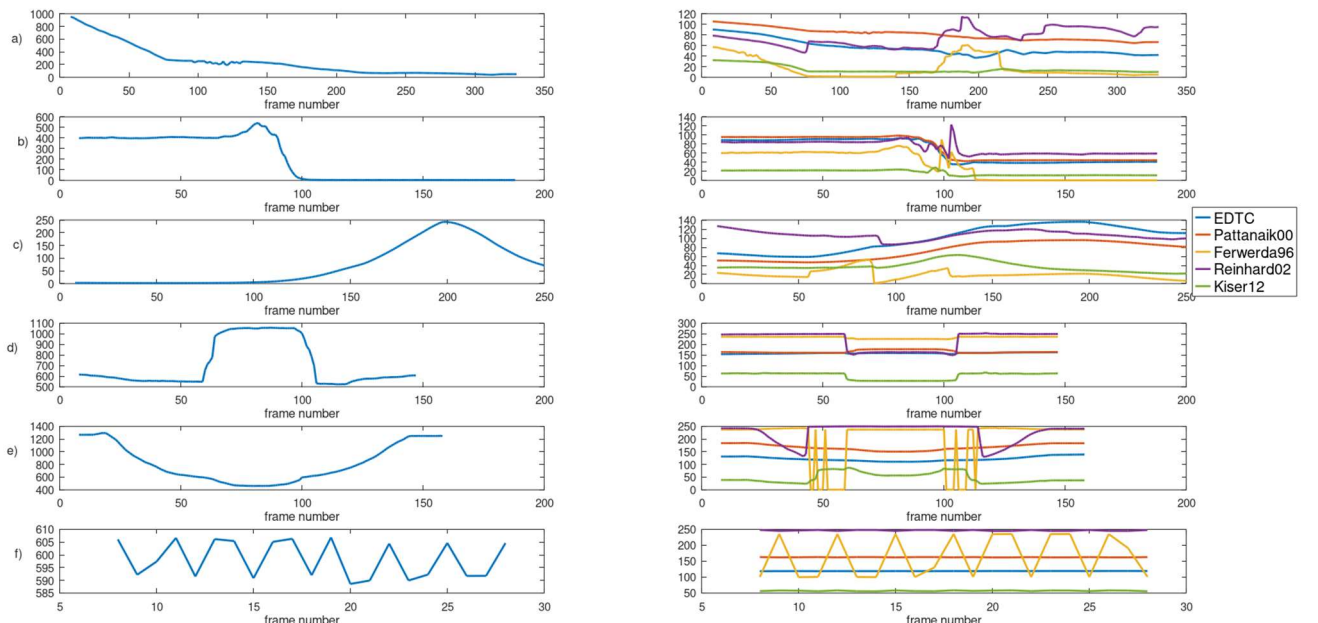 a)
1000
800
600
400
200
0
0 50 100 150 200 250 300 350
frame number
120
100
80
60
40
20
0
0 50 100 150 200 250 300 350
frame number
b)
600
500
400
300
200
100
0
0 50 100 150 200
frame number
140
120
100
80
60
40
20
0
0 50 100 150 200
frame number
c)
250
200
150
100
50
0
0 50 100 150 200 250
frame number
140
120
100
80
60
40
20
0
0 50 100 150 200 250
frame number
EDTC
Pattanaik00
Ferwerda96
Reinhard02
Kiser12
d)
1100
1000
900
800
700
600
500
0 50 100 150 200
frame number
300
250
200
150
100
50
0
0 50 100 150 200
frame number
e)
1400
1200
1000
800
600
400
0 50 100 150 200
frame number
250
200
150
100
50
0
0 50 100 150 200
frame number
f)
610
605
600
595
590
585
5 10 15 20 25 30
frame number
250
200
150
100
50
5 10 15 20 25 30
frame number